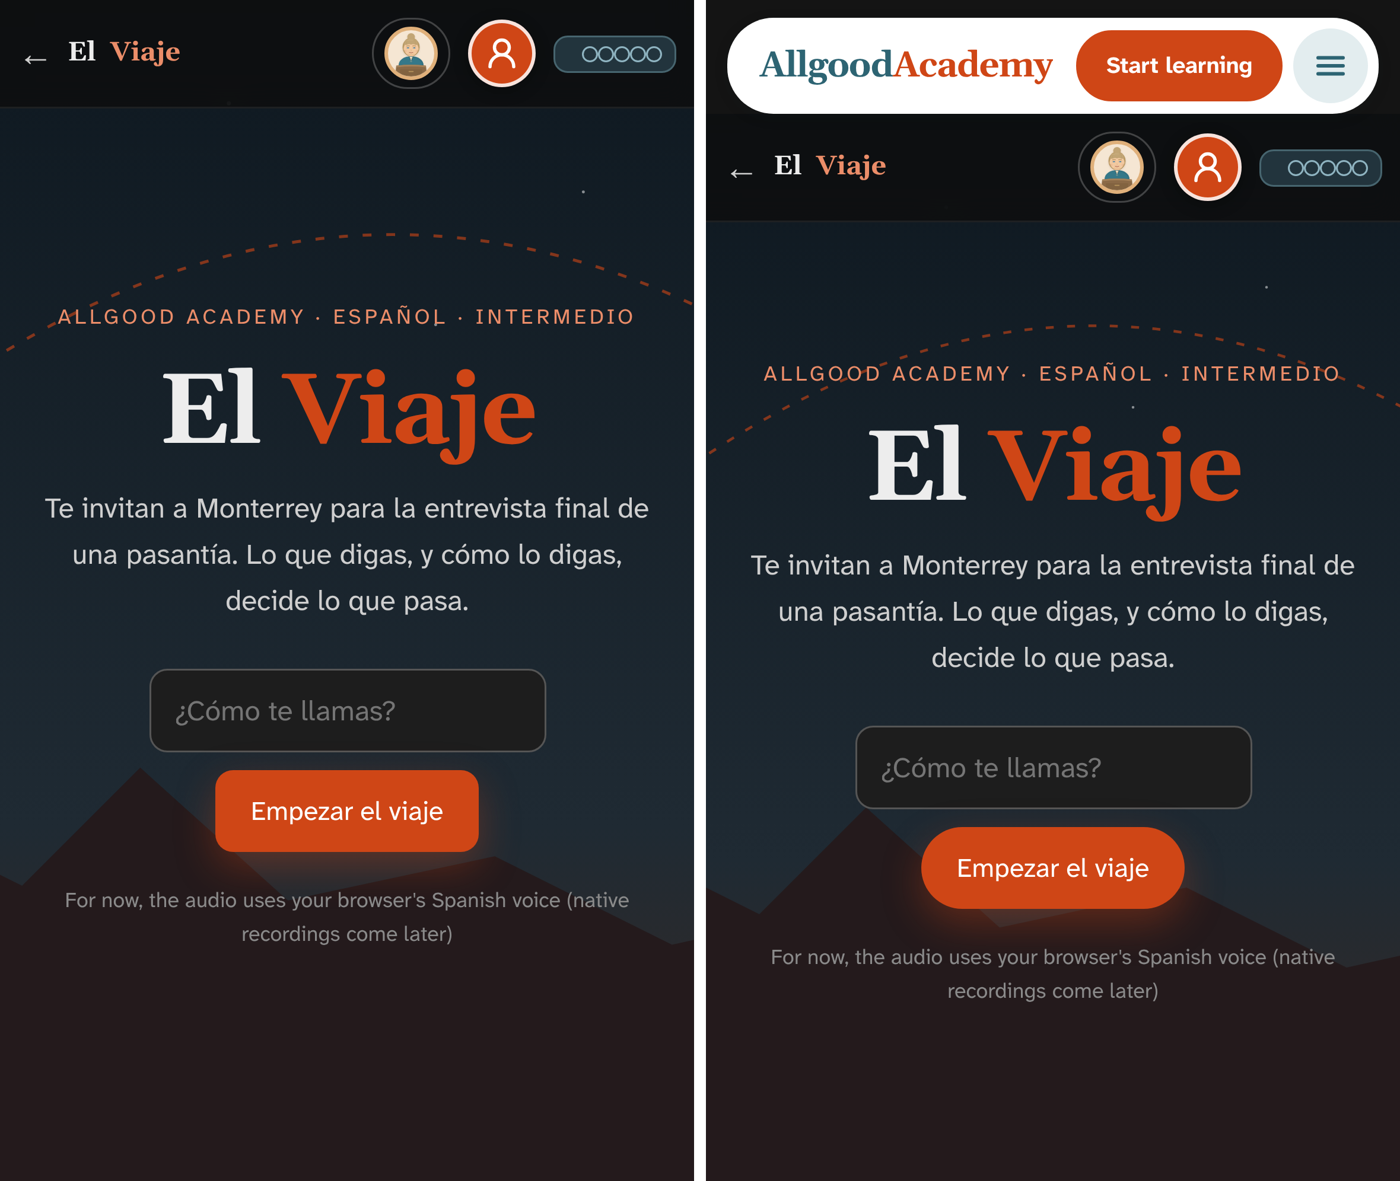 ← El Viaje
ALLGOOD ACADEMY · ESPAÑOL · INTERMEDIO
El Viaje
Te invitan a Monterrey para la entrevista final de
una pasantía. Lo que digas, y cómo lo digas,
decide lo que pasa.
¿Cómo te llamas?
Empezar el viaje
For now, the audio uses your browser's Spanish voice (native
recordings come later)
AllgoodAcademy Start learning
← El Viaje
ALLGOOD ACADEMY · ESPAÑOL · INTERMEDIO
El Viaje
Te invitan a Monterrey para la entrevista final de
una pasantía. Lo que digas, y cómo lo digas,
decide lo que pasa.
¿Cómo te llamas?
Empezar el viaje
For now, the audio uses your browser's Spanish voice (native
recordings come later)